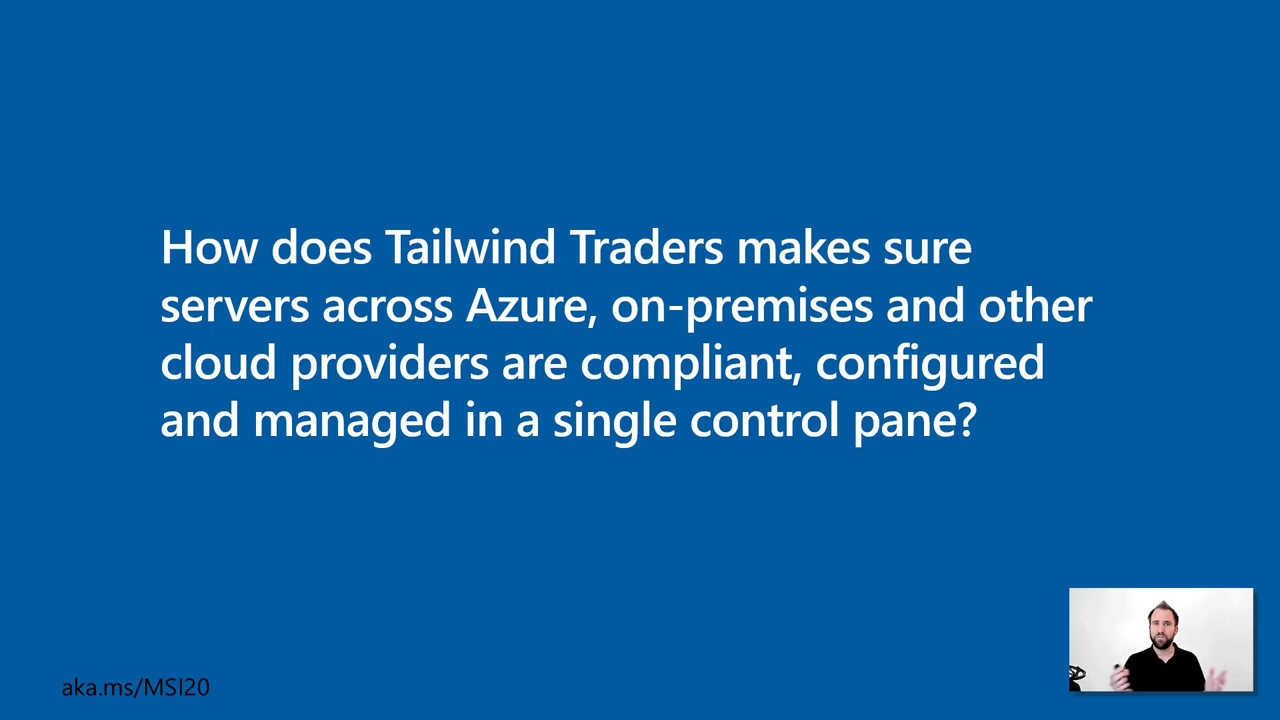 How does Tailwind Traders makes sure
servers across Azure, on-premises and other
cloud providers are compliant, configured
and managed in a single control pane?
aka.ms/MSI20